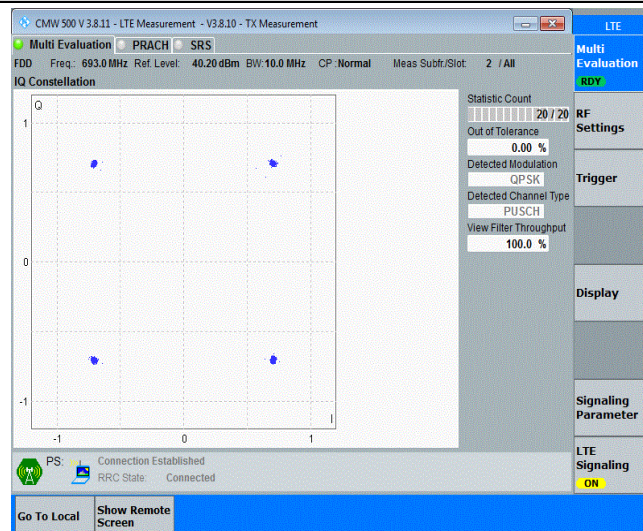 CMW 500 V 3.8.11 - LTE Measurement - V3.8.10 - TX Measurement
LTE
Multi Evaluation PRACH SRS
FDD Freq.: 693.0 MHz Ref. Level: 40.20 dBm BW: 10.0 MHz CP : Normal Meas Subfr./Slot: 2 / All
IQ Constellation
Q
1
0
-1
I
-1 0 1
Statistic Count
20 / 20
Out of Tolerance
0.00 %
Detected Modulation
QPSK
Detected Channel Type
PUSCH
View Filter Throughput
100.0 %
Multi
Evaluation
RDY
RF
Settings
Trigger
Display
Signaling
Parameter
LTE
Signaling
ON
PS: Connection Established
RRC State: Connected
Go To Local
Show Remote
Screen